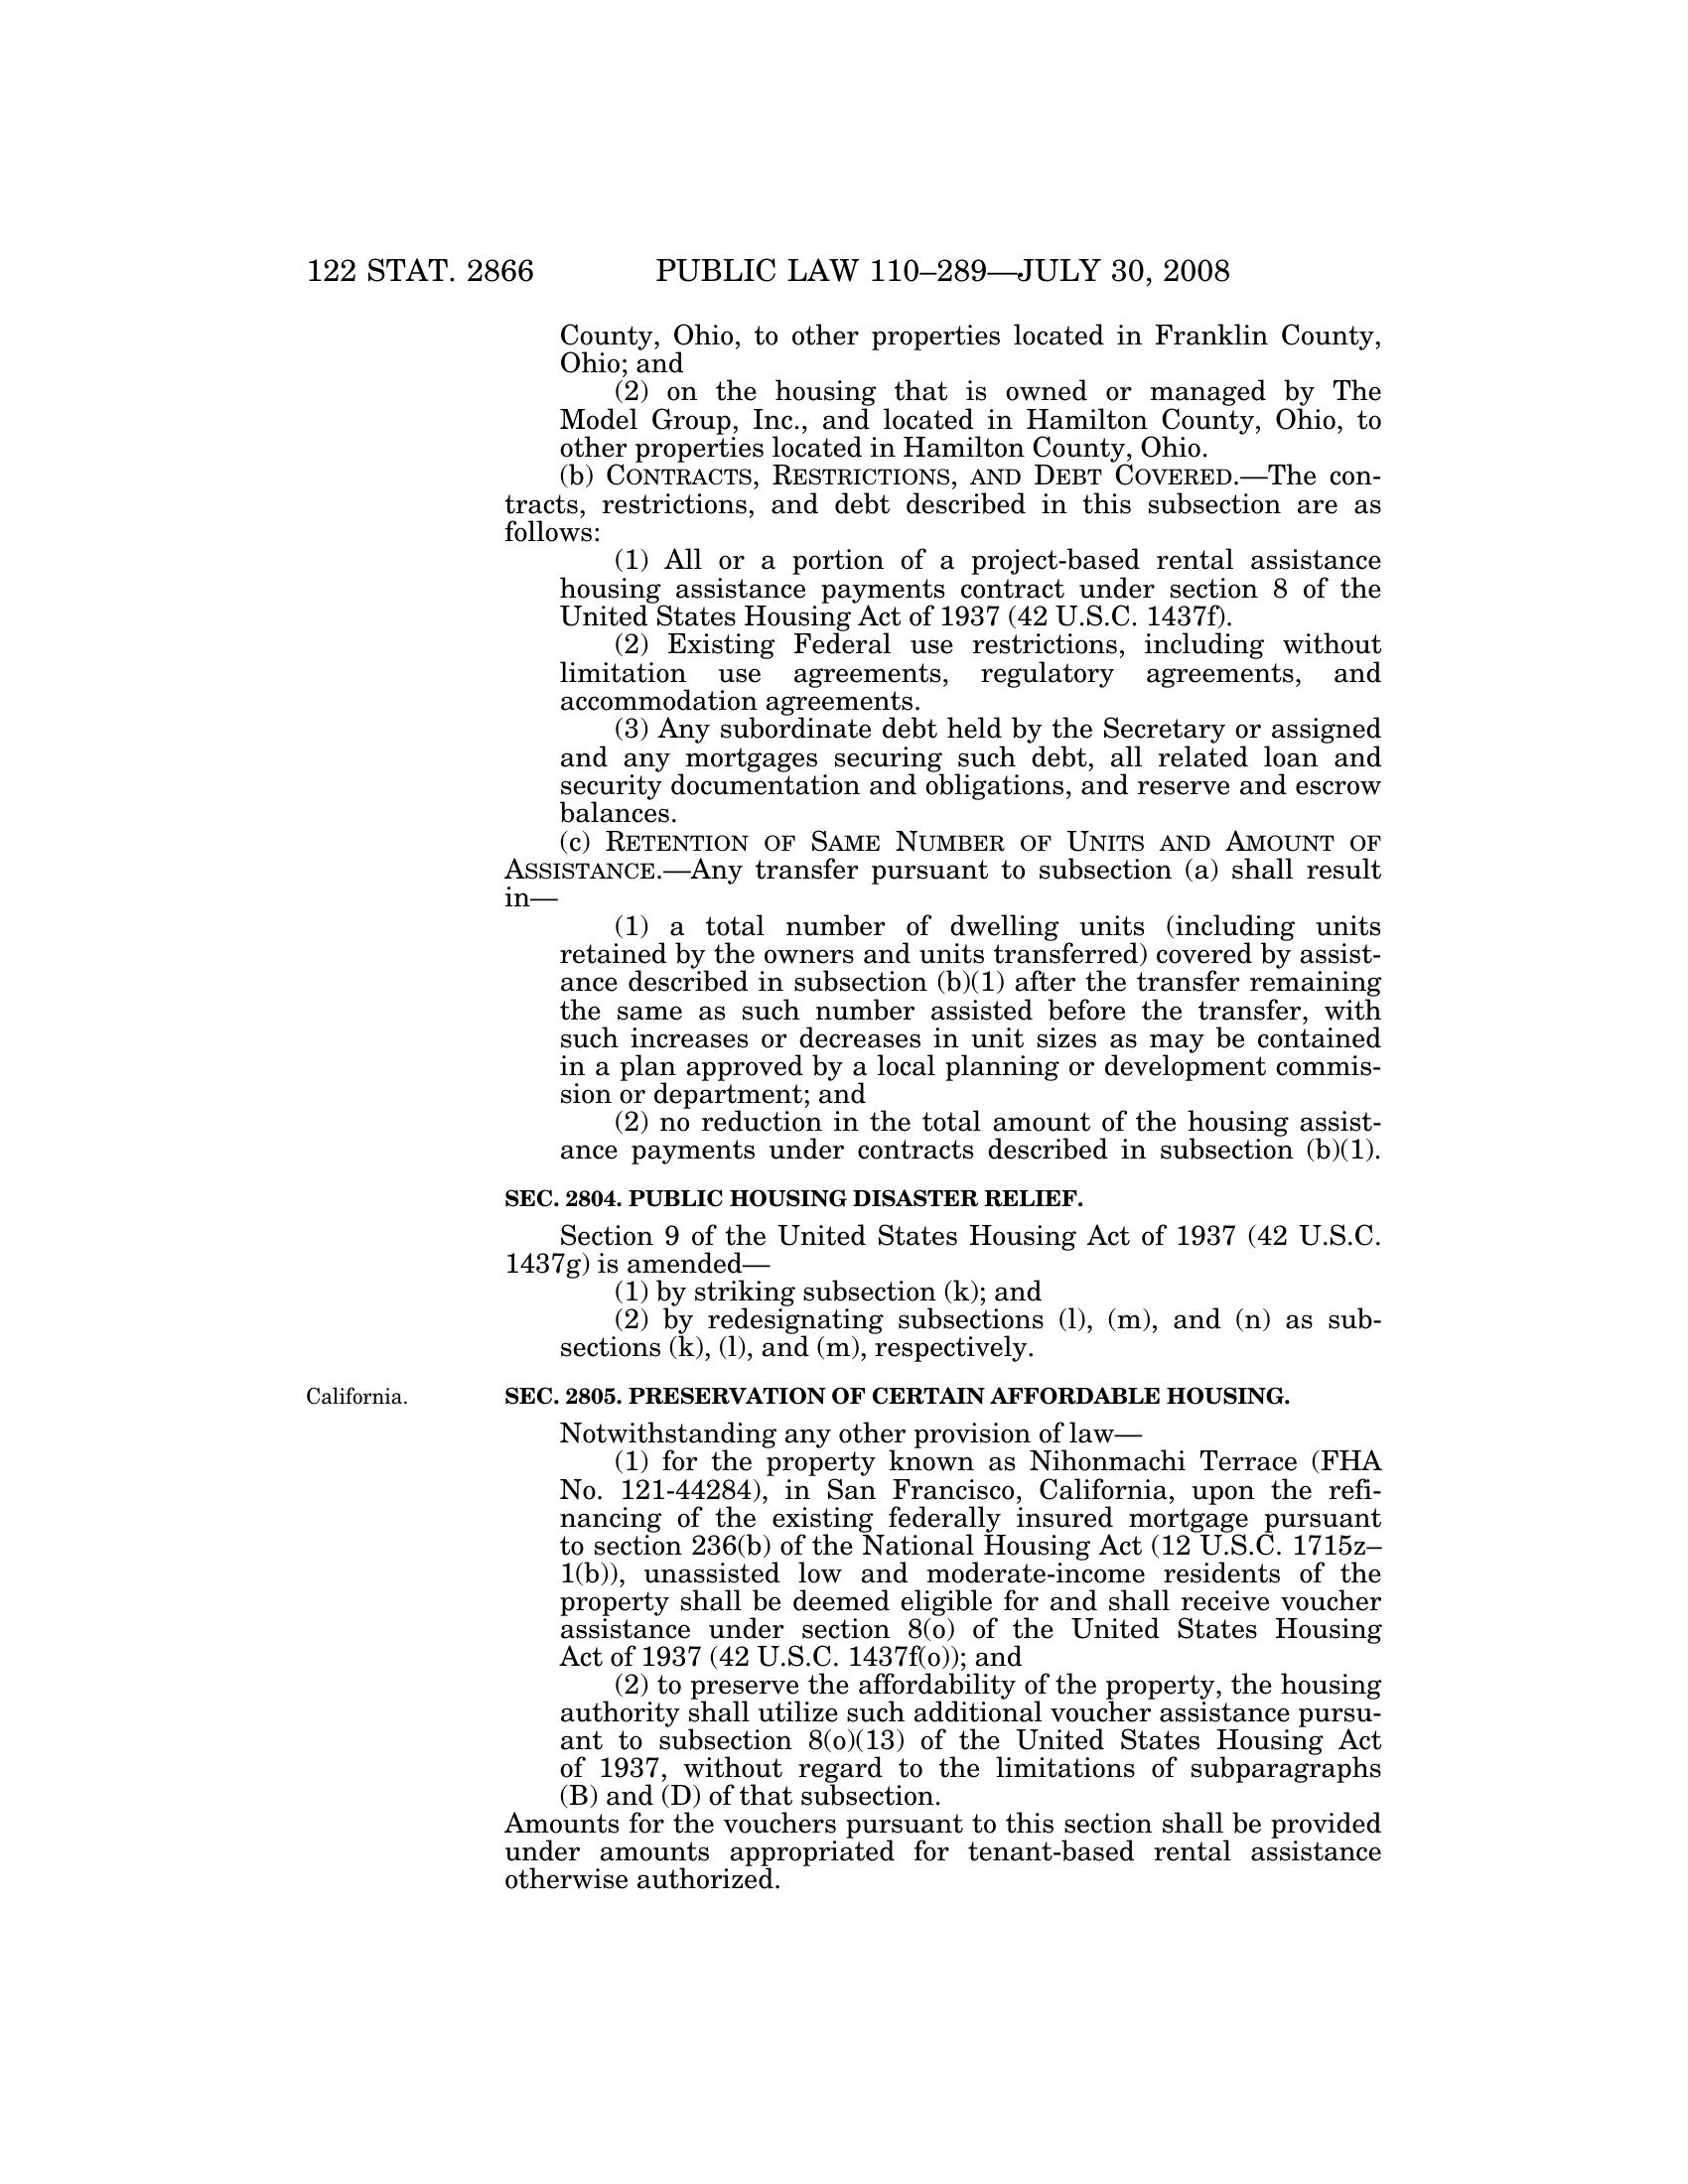 122 STAT. 2866 PUBLIC LAW 110–289—JULY 30, 2008
County, Ohio, to other properties located in Franklin County,
Ohio; and
(2) on the housing that is owned or managed by The
Model Group, Inc., and located in Hamilton County, Ohio, to
other properties located in Hamilton County, Ohio.
(b) CONTRACTS, RESTRICTIONS, AND DEBT COVERED.—The con-
tracts, restrictions, and debt described in this subsection are as
follows:
(1) All or a portion of a project-based rental assistance
housing assistance payments contract under section 8 of the
United States Housing Act of 1937 (42 U.S.C. 1437f).
(2) Existing Federal use restrictions, including without
limitation use agreements, regulatory agreements, and
accommodation agreements.
(3) Any subordinate debt held by the Secretary or assigned
and any mortgages securing such debt, all related loan and
security documentation and obligations, and reserve and escrow
balances.
(c) RETENTION OF SAME NUMBER OF UNITS AND AMOUNT OF
ASSISTANCE.—Any transfer pursuant to subsection (a) shall result
in—
(1) a total number of dwelling units (including units
retained by the owners and units transferred) covered by assist-
ance described in subsection (b)(1) after the transfer remaining
the same as such number assisted before the transfer, with
such increases or decreases in unit sizes as may be contained
in a plan approved by a local planning or development commis-
sion or department; and
(2) no reduction in the total amount of the housing assist-
ance payments under contracts described in subsection (b)(1).
SEC. 2804. PUBLIC HOUSING DISASTER RELIEF.
Section 9 of the United States Housing Act of 1937 (42 U.S.C.
1437g) is amended—
(1) by striking subsection (k); and
(2) by redesignating subsections (l), (m), and (n) as sub-
sections (k), (l), and (m), respectively.
California. SEC. 2805. PRESERVATION OF CERTAIN AFFORDABLE HOUSING.
Notwithstanding any other provision of law—
(1) for the property known as Nihonmachi Terrace (FHA
No. 121-44284), in San Francisco, California, upon the refi-
nancing of the existing federally insured mortgage pursuant
to section 236(b) of the National Housing Act (12 U.S.C. 1715z–
1(b)), unassisted low and moderate-income residents of the
property shall be deemed eligible for and shall receive voucher
assistance under section 8(o) of the United States Housing
Act of 1937 (42 U.S.C. 1437f(o)); and
(2) to preserve the affordability of the property, the housing
authority shall utilize such additional voucher assistance pursu-
ant to subsection 8(o)(13) of the United States Housing Act
of 1937, without regard to the limitations of subparagraphs
(B) and (D) of that subsection.
Amounts for the vouchers pursuant to this section shall be provided
under amounts appropriated for tenant-based rental assistance
otherwise authorized.